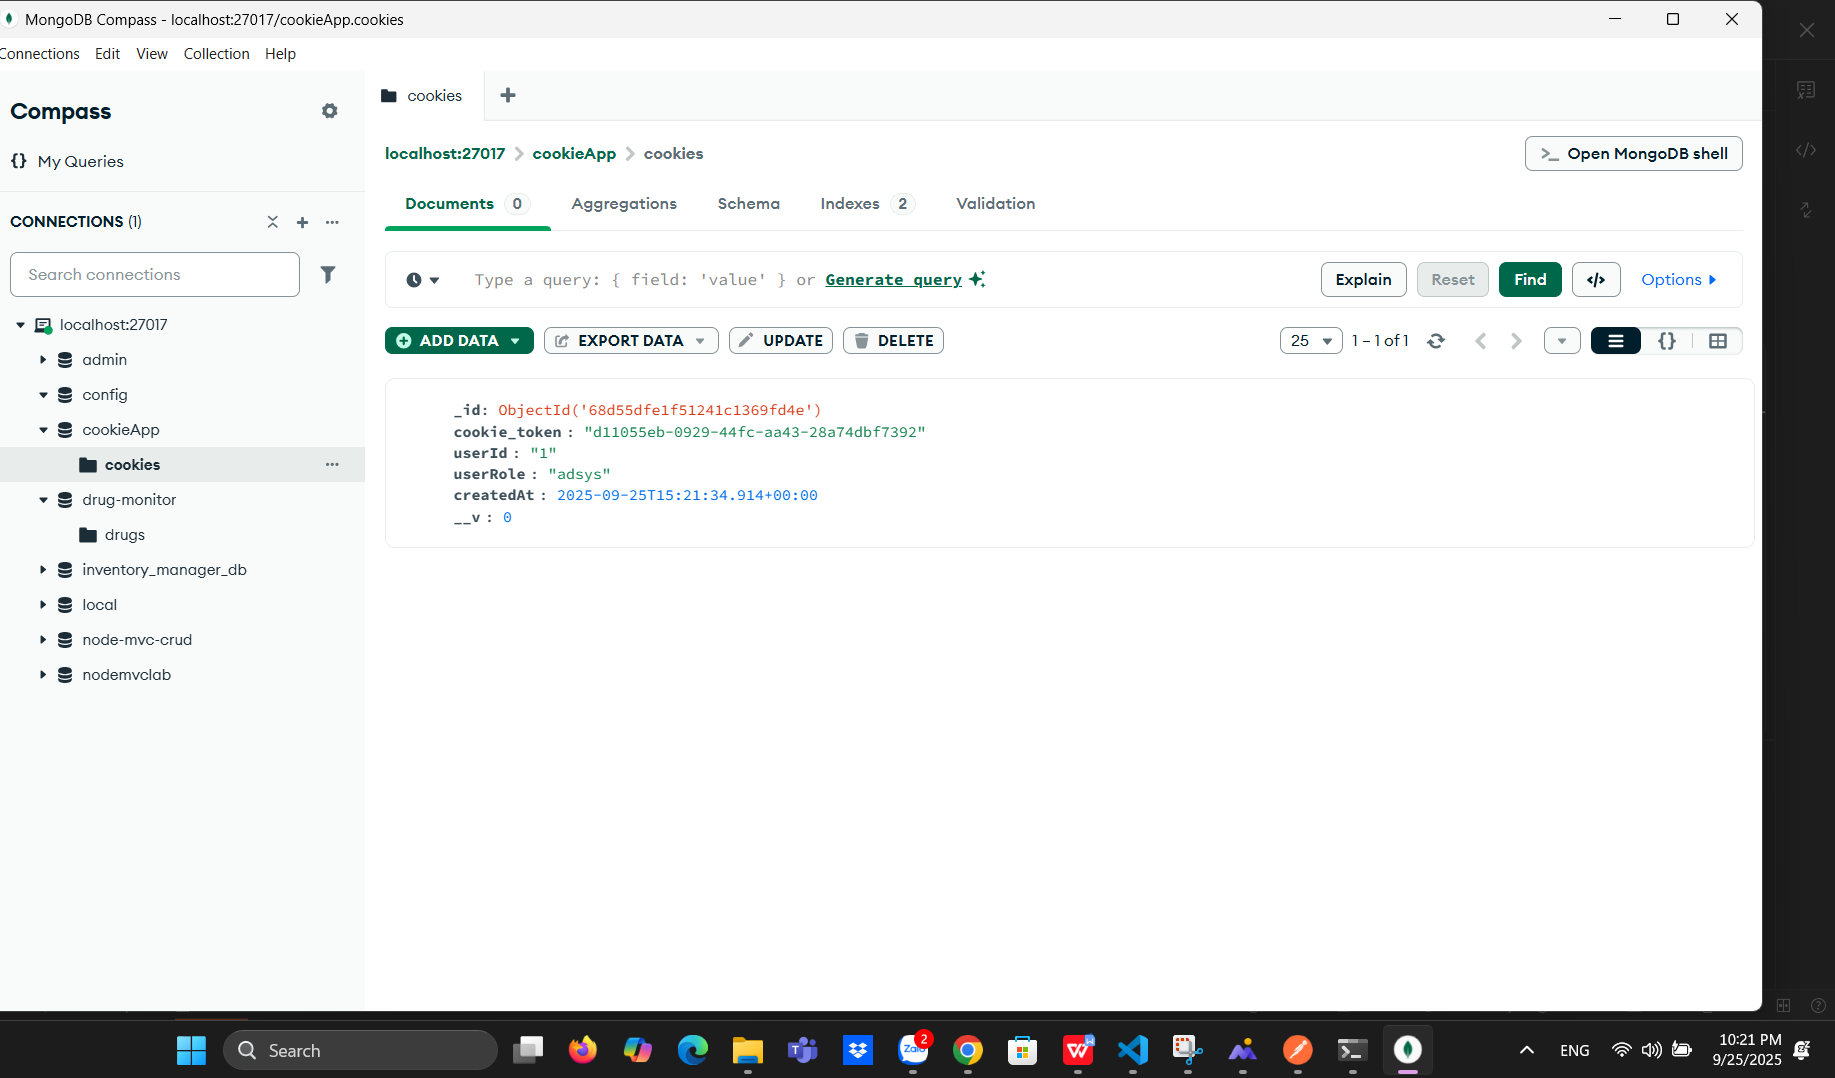 MongoDB Compass - localhost:27017/cookieApp.cookies
Connections Edit View Collection Help
Compass
My Queries
CONNECTIONS (1)
Search connections
localhost:27017
admin
config
cookieApp
cookies
drug-monitor
drugs
inventory_manager_db
local
node-mvc-crud
nodemvclab
cookies
localhost:27017 > cookieApp > cookies
>_ Open MongoDB shell
Documents 0 Aggregations Schema Indexes 2 Validation
Type a query: { field: 'value' } or Generate query
Explain Reset Find </> Options
ADD DATA EXPORT DATA UPDATE DELETE
25 1 – 1 of 1 {}
_id: ObjectId('68d55dfe1f51241c1369fd4e')
cookie_token : "d11055eb-0929-44fc-aa43-28a74dbf7392"
userId : "1"
userRole : "adsys"
createdAt : 2025-09-25T15:21:34.914+00:00
__v : 0
Search
Zalo 2
ENG
10:21 PM
9/25/2025